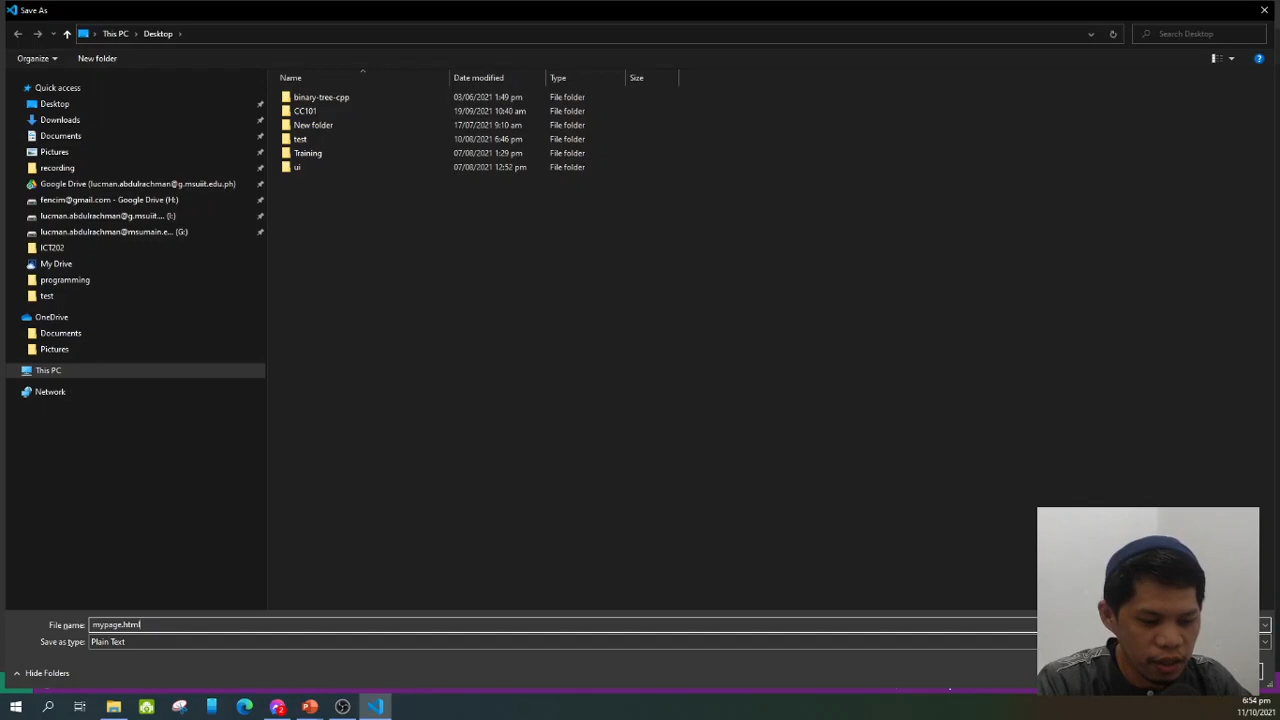 Save As
This PC
Desktop
Search Desktop
Organize
New folder
Name
Date modified
Type
Size
Quick access
Desktop
Downloads
Documents
Pictures
recording
Google Drive (lucman.abdulrachman@g.msuiit.edu.ph)
fencim@gmail.com - Google Drive (H:)
lucman.abdulrachman@g.msuiit.... (I:)
lucman.abdulrachman@msumain.e... (G:)
ICT202
My Drive
programming
test
OneDrive
Documents
Pictures
This PC
Network
binary-tree-cpp 03/06/2021 1:49 pm File folder
CC101 19/09/2021 10:40 am File folder
New folder 17/07/2021 9:10 am File folder
test 10/08/2021 6:46 pm File folder
Training 07/08/2021 1:29 pm File folder
ui 07/08/2021 12:52 pm File folder
File name: mypage.html
Save as type: Plain Text
Hide Folders
6:54 pm
11/10/2021